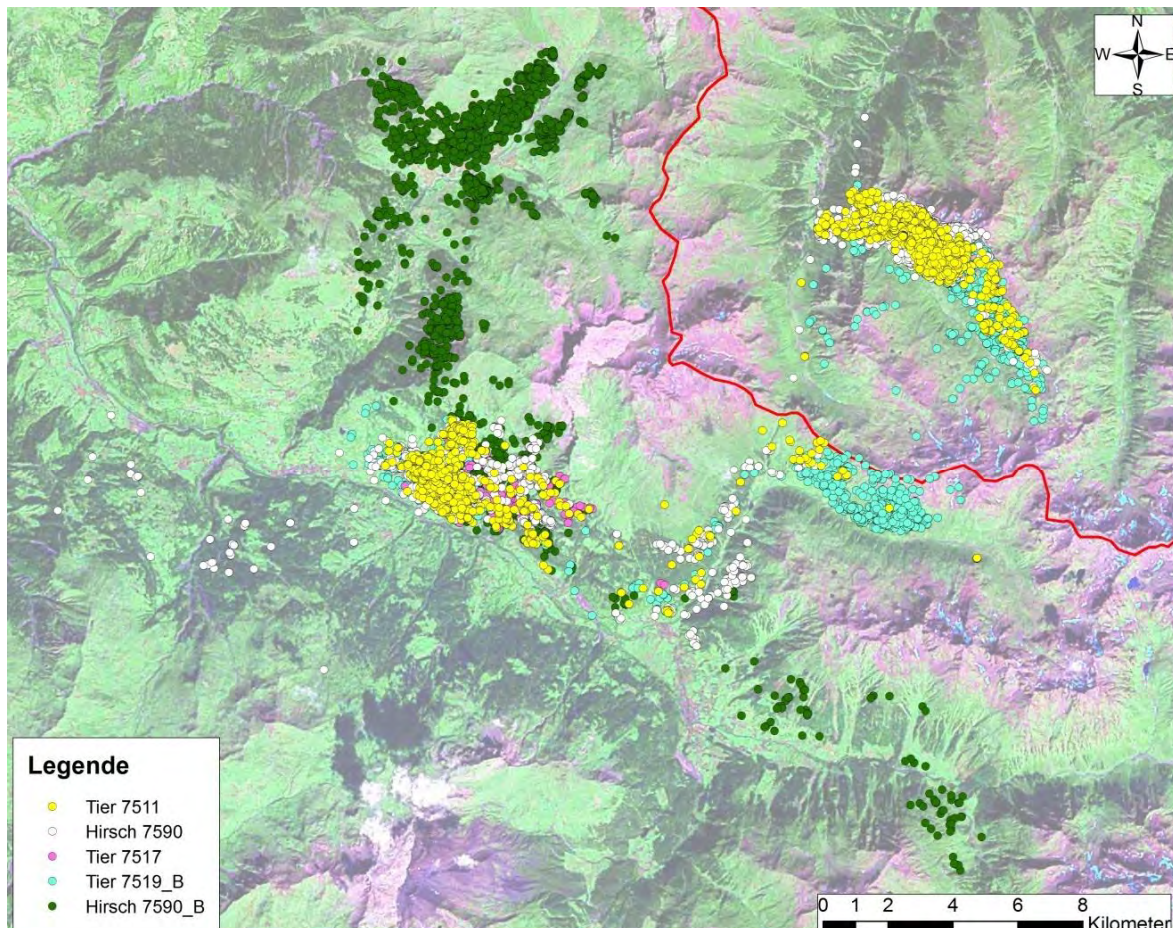 N
W E
S
Legende
Tier 7511
Hirsch 7590
Tier 7517
Tier 7519_B
Hirsch 7590_B
0 1 2 4 6 8
Kilometer